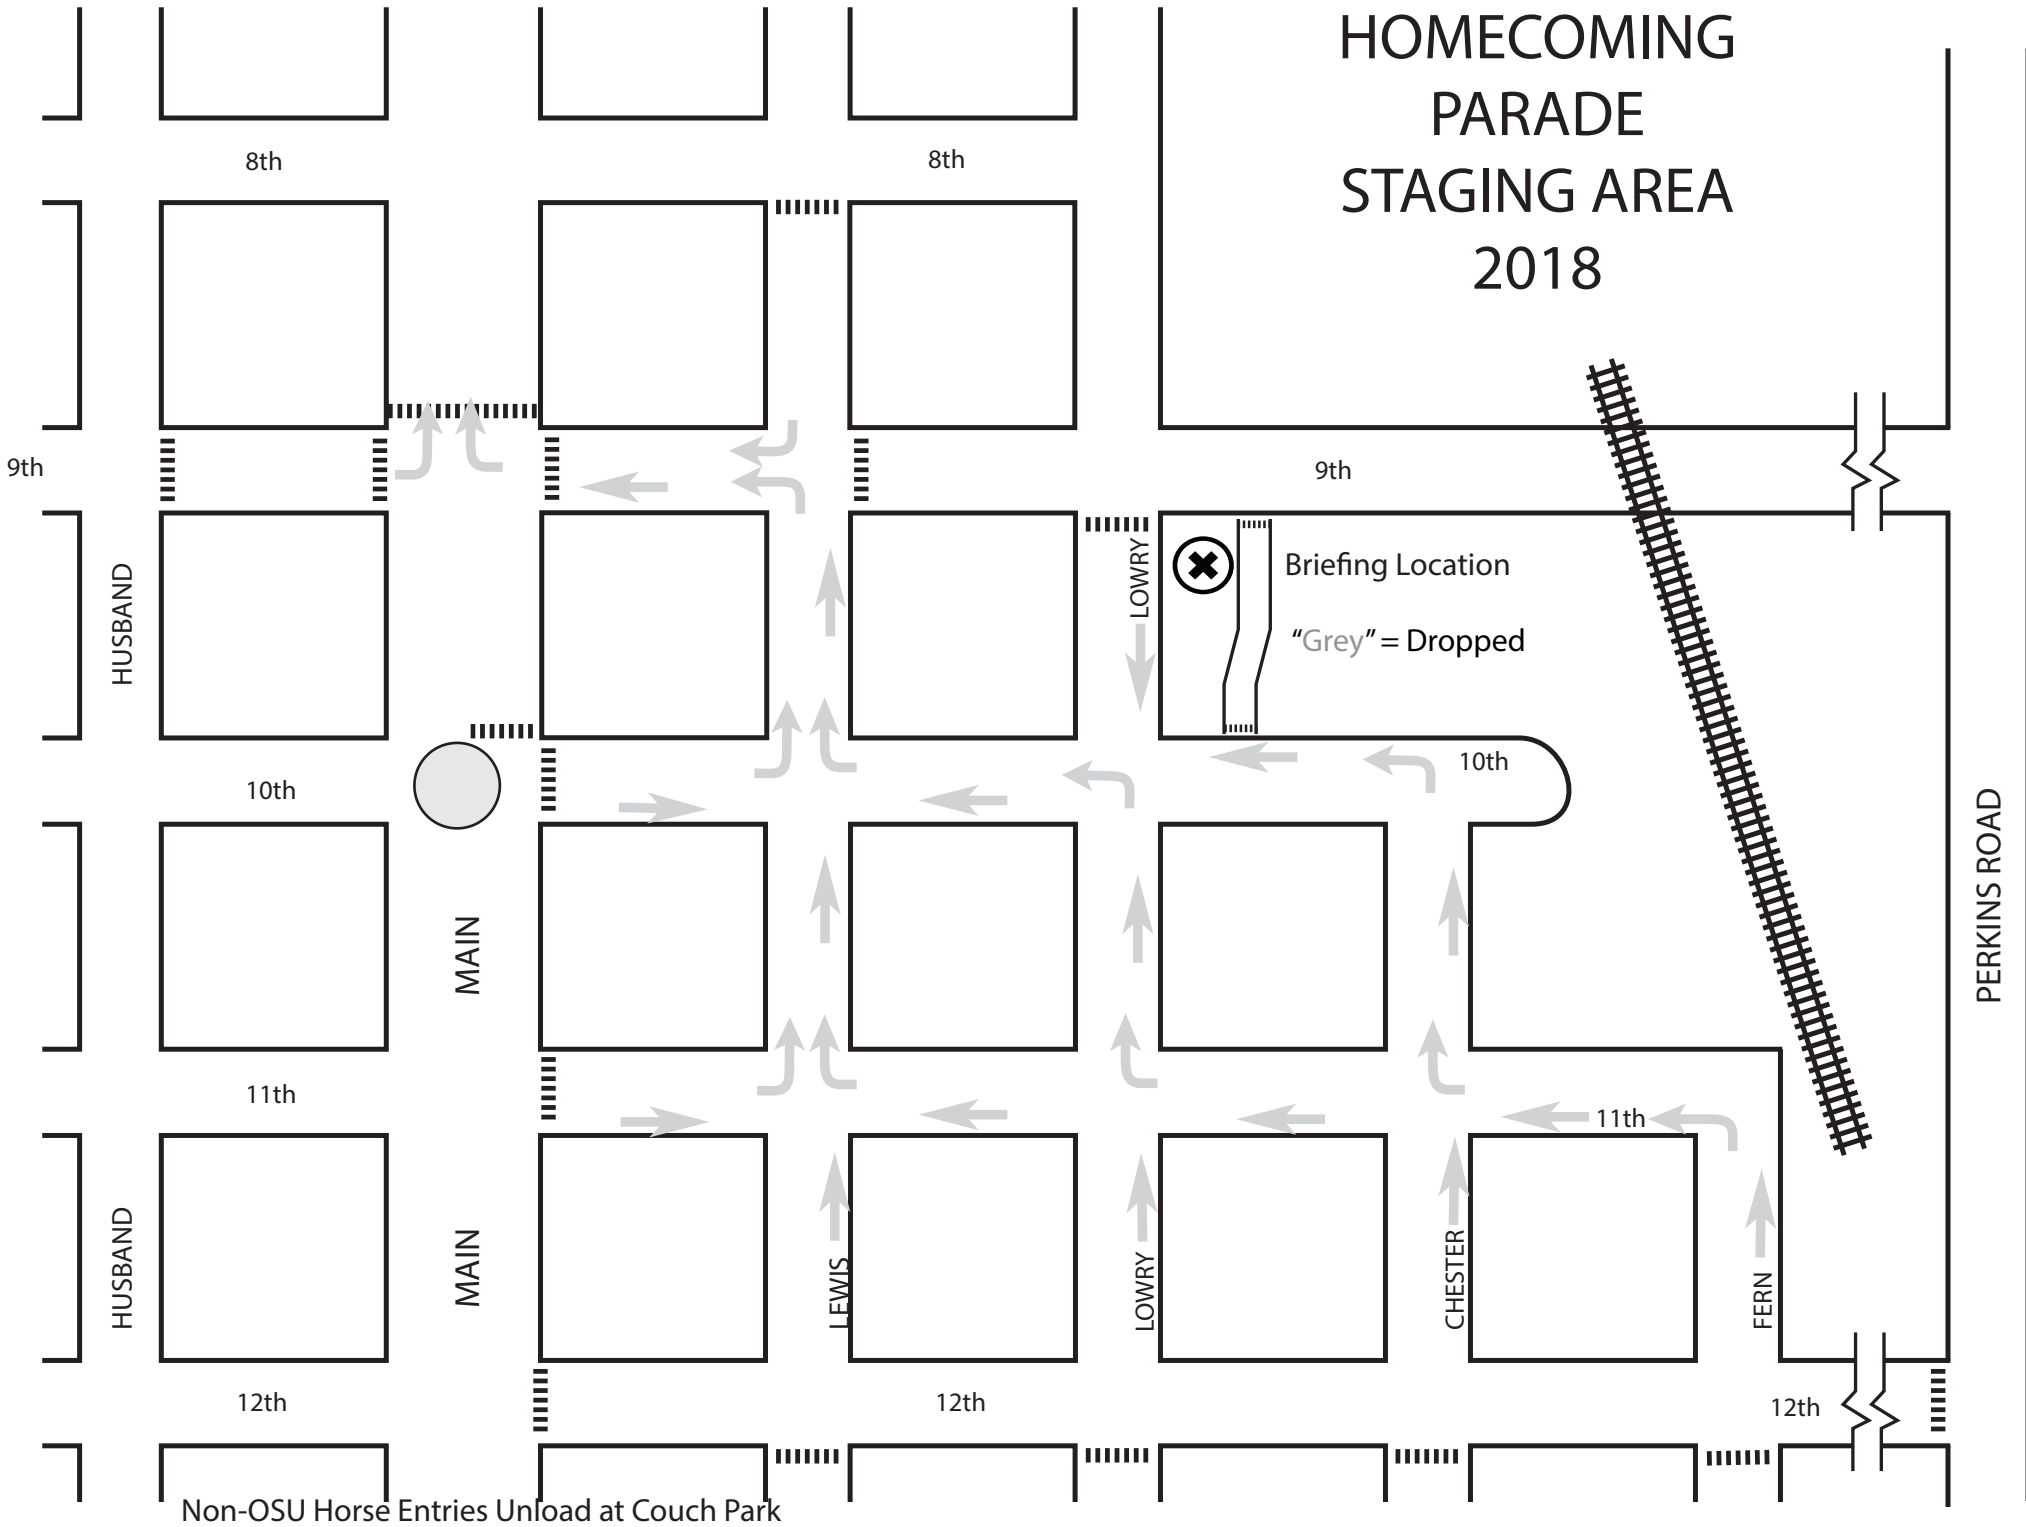 HOMECOMING
PARADE
STAGING AREA
2018
8th
8th
9th
9th
HUSBAND
LOWRY
Briefing Location
“Grey” = Dropped
10th
10th
PERKINS ROAD
MAIN
11th
11th
HUSBAND
MAIN
LEWIS
LOWRY
CHESTER
FERN
12th
12th
12th
Non-OSU Horse Entries Unload at Couch Park